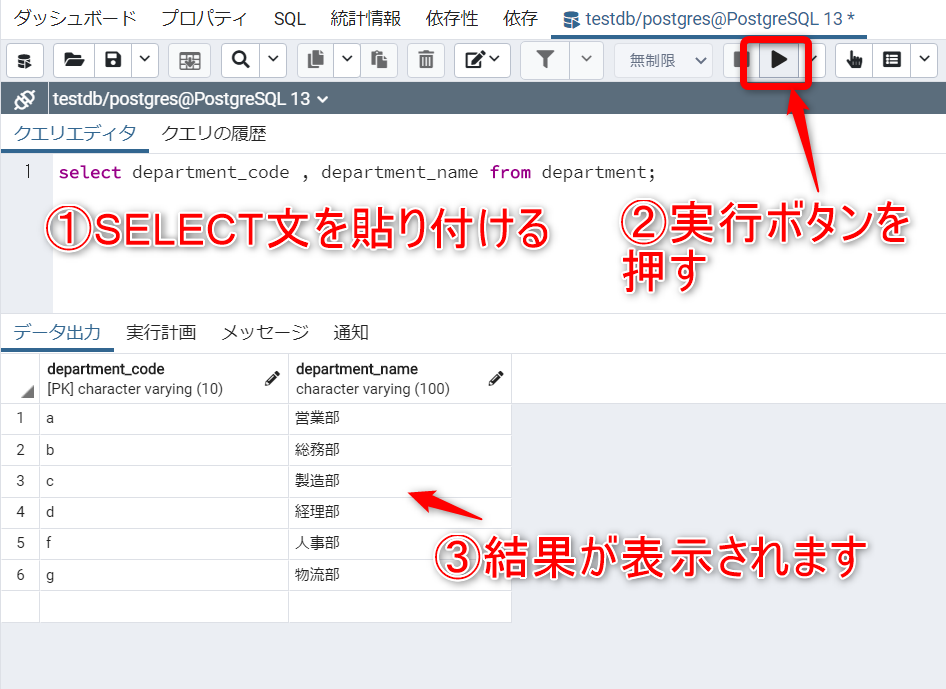 ダッシュボード プロパティ SQL 統計情報 依存性 依存 testdb/postgres@PostgreSQL 13 *
無制限
testdb/postgres@PostgreSQL 13
クエリエディタ クエリの履歴
1 select department_code , department_name from department;
①SELECT文を貼り付ける
②実行ボタンを
押す
データ出力 実行計画 メッセージ 通知
department_code department_name
[PK] character varying (10) character varying (100)
1 a 営業部
2 b 総務部
3 c 製造部
4 d 経理部
5 f 人事部
6 g 物流部
③結果が表示されます